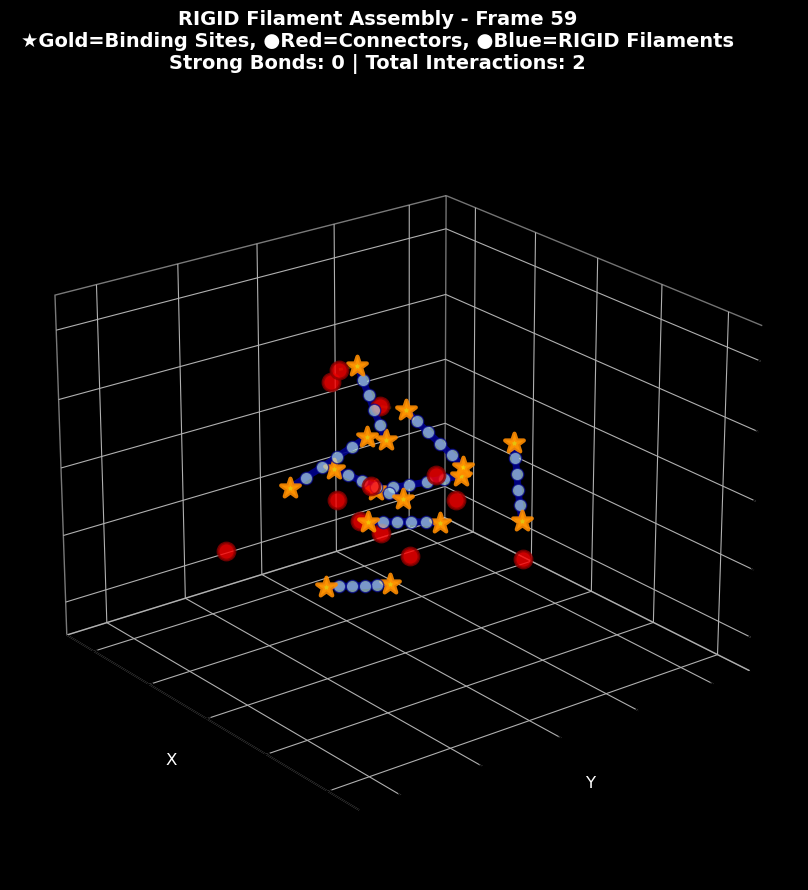 RIGID Filament Assembly - Frame 59
★Gold=Binding Sites, ●Red=Connectors, ●Blue=RIGID Filaments
Strong Bonds: 0 | Total Interactions: 2
X
Y